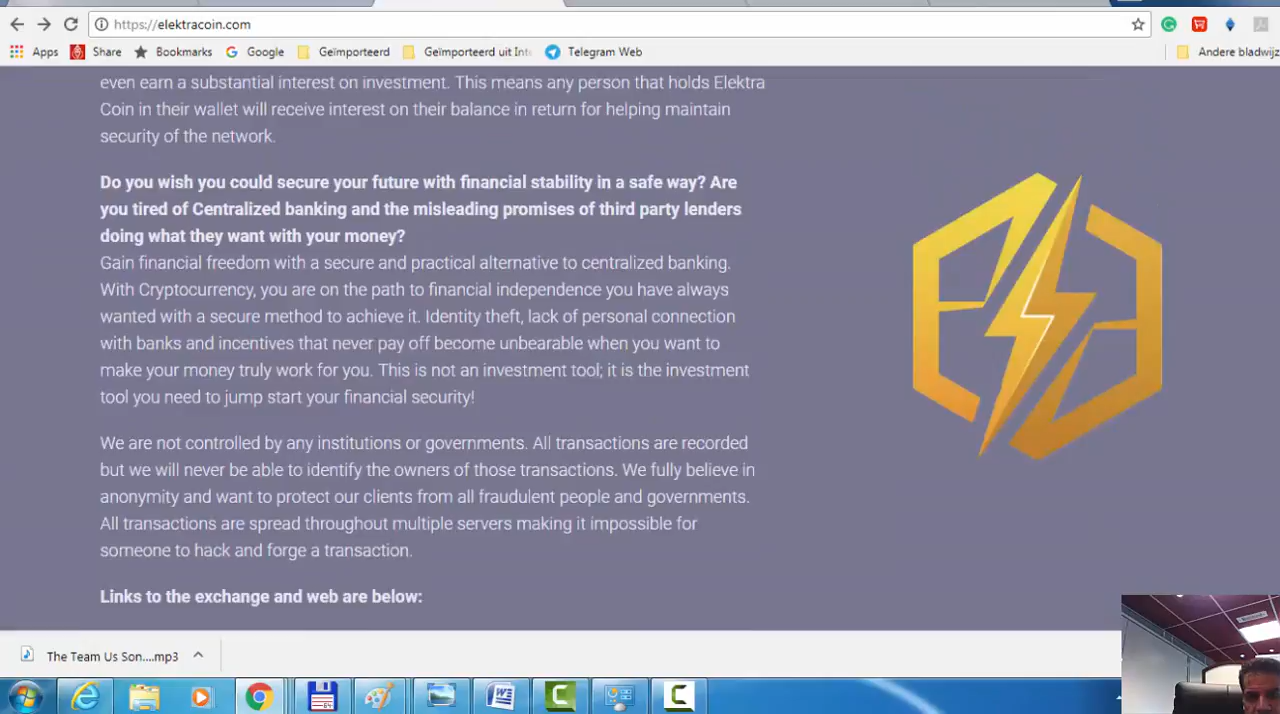 https://elektracoin.com
Apps Share Bookmarks Google Geïmporteerd Geïmporteerd uit Int Telegram Web Andere bladwijz
even earn a substantial interest on investment. This means any person that holds Elektra
Coin in their wallet will receive interest on their balance in return for helping maintain
security of the network.
Do you wish you could secure your future with financial stability in a safe way? Are
you tired of Centralized banking and the misleading promises of third party lenders
doing what they want with your money?
Gain financial freedom with a secure and practical alternative to centralized banking.
With Cryptocurrency, you are on the path to financial independence you have always
wanted with a secure method to achieve it. Identity theft, lack of personal connection
with banks and incentives that never pay off become unbearable when you want to
make your money truly work for you. This is not an investment tool; it is the investment
tool you need to jump start your financial security!
We are not controlled by any institutions or governments. All transactions are recorded
but we will never be able to identify the owners of those transactions. We fully believe in
anonymity and want to protect our clients from all fraudulent people and governments.
All transactions are spread throughout multiple servers making it impossible for
someone to hack and forge a transaction.
Links to the exchange and web are below:
The Team Us Son....mp3